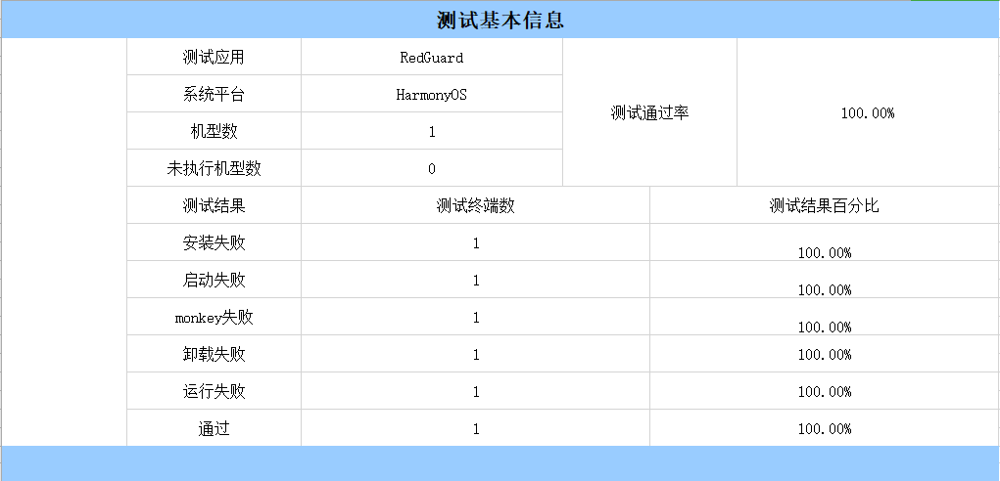 测试基本信息
测试应用 RedGuard
系统平台 HarmonyOS
测试通过率 100.00%
机型数 1
未执行机型数 0
测试结果 测试终端数 测试结果百分比
安装失败 1 100.00%
启动失败 1 100.00%
monkey失败 1 100.00%
卸载失败 1 100.00%
运行失败 1 100.00%
通过 1 100.00%